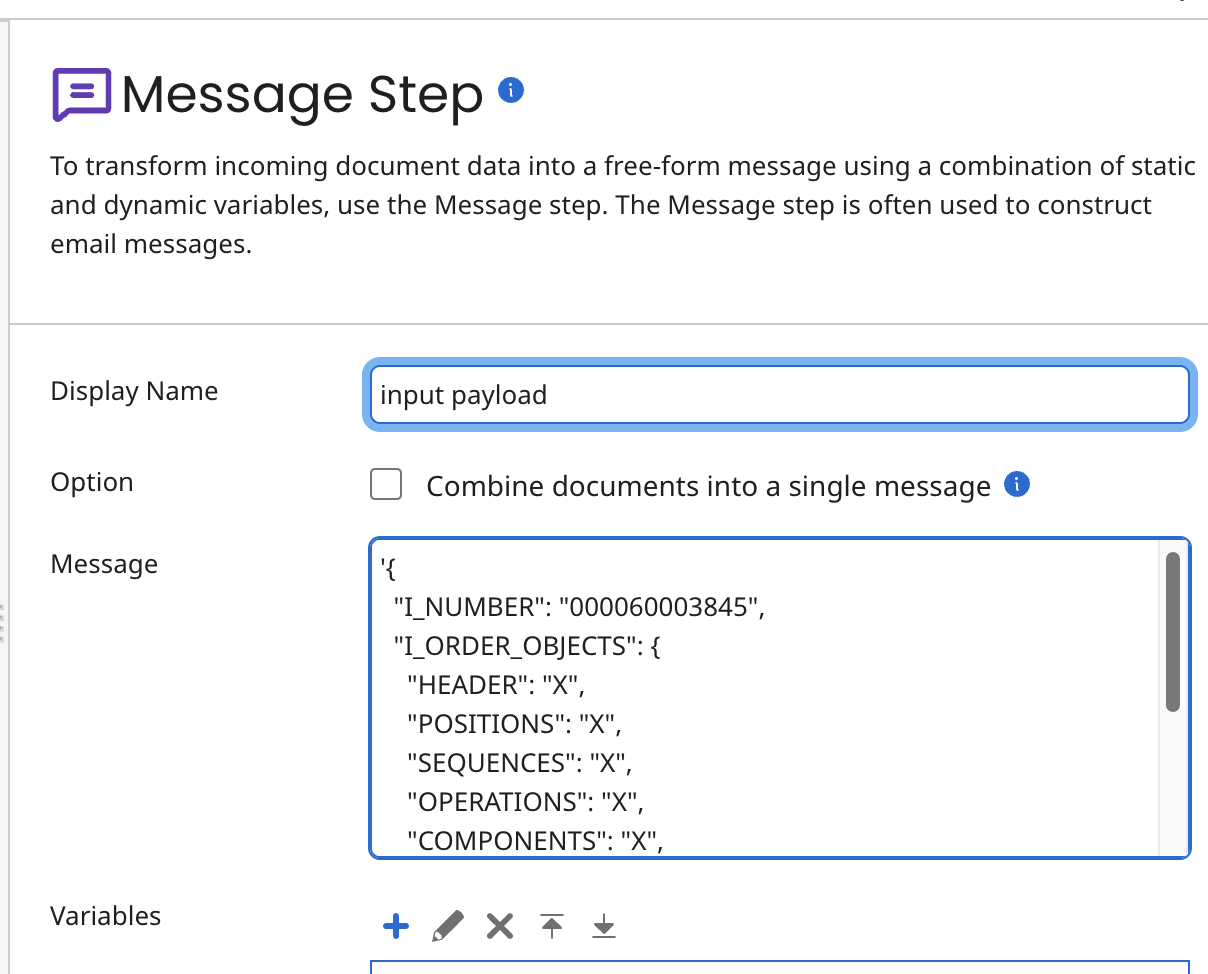 Message Step
To transform incoming document data into a free-form message using a combination of static
and dynamic variables, use the Message step. The Message step is often used to construct
email messages.
Display Name
input payload
Option
Combine documents into a single message
Message
'{
"I_NUMBER": "000060003845",
"I_ORDER_OBJECTS": {
"HEADER": "X",
"POSITIONS": "X",
"SEQUENCES": "X",
"OPERATIONS": "X",
"COMPONENTS": "X",
Variables